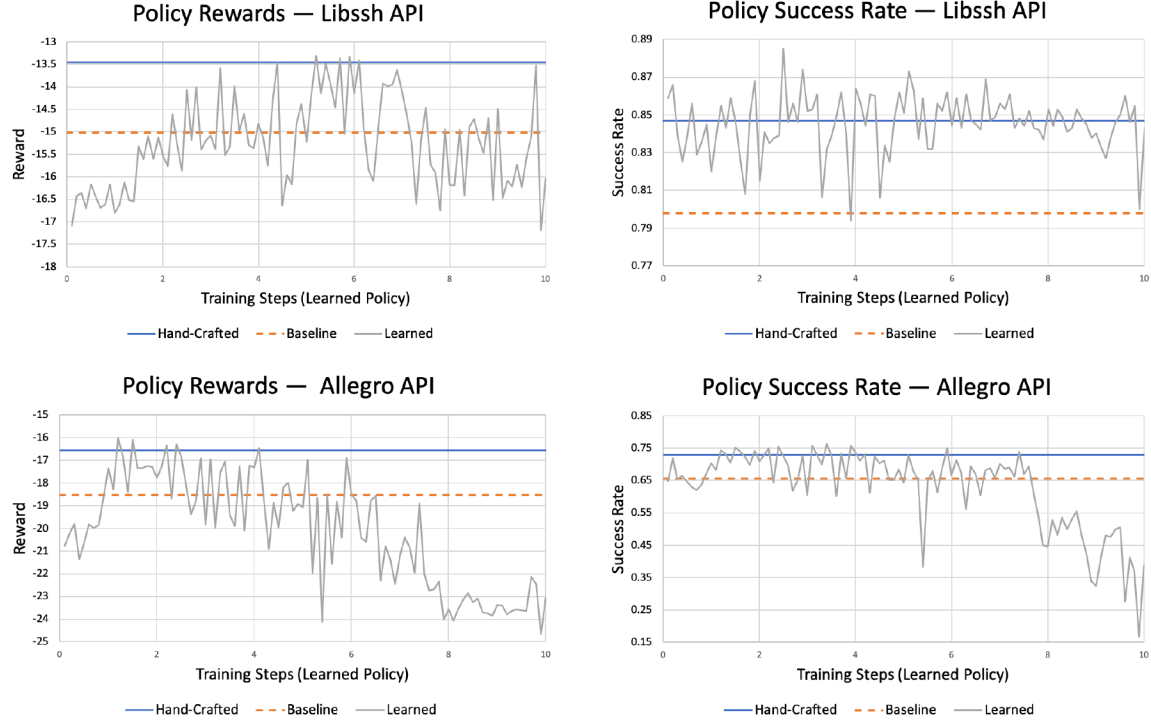 Policy Rewards — Libssh API
-13
-13.5
-14
-14.5
-15
-15.5
-16
-16.5
-17
-17.5
-18
Reward
0 2 4 6 8 10
Training Steps (Learned Policy)
Hand-Crafted Baseline Learned
Policy Success Rate — Libssh API
0.89
0.87
0.85
0.83
0.81
0.79
0.77
Success Rate
0 2 4 6 8 10
Training Steps (Learned Policy)
Hand-Crafted Baseline Learned
Policy Rewards — Allegro API
-15
-16
-17
-18
-19
-20
-21
-22
-23
-24
-25
Reward
0 2 4 6 8 10
Training Steps (Learned Policy)
Hand-Crafted Baseline Learned
Policy Success Rate — Allegro API
0.85
0.75
0.65
0.55
0.45
0.35
0.25
0.15
Success Rate
0 2 4 6 8 10
Training Steps (Learned Policy)
Hand-Crafted Baseline Learned